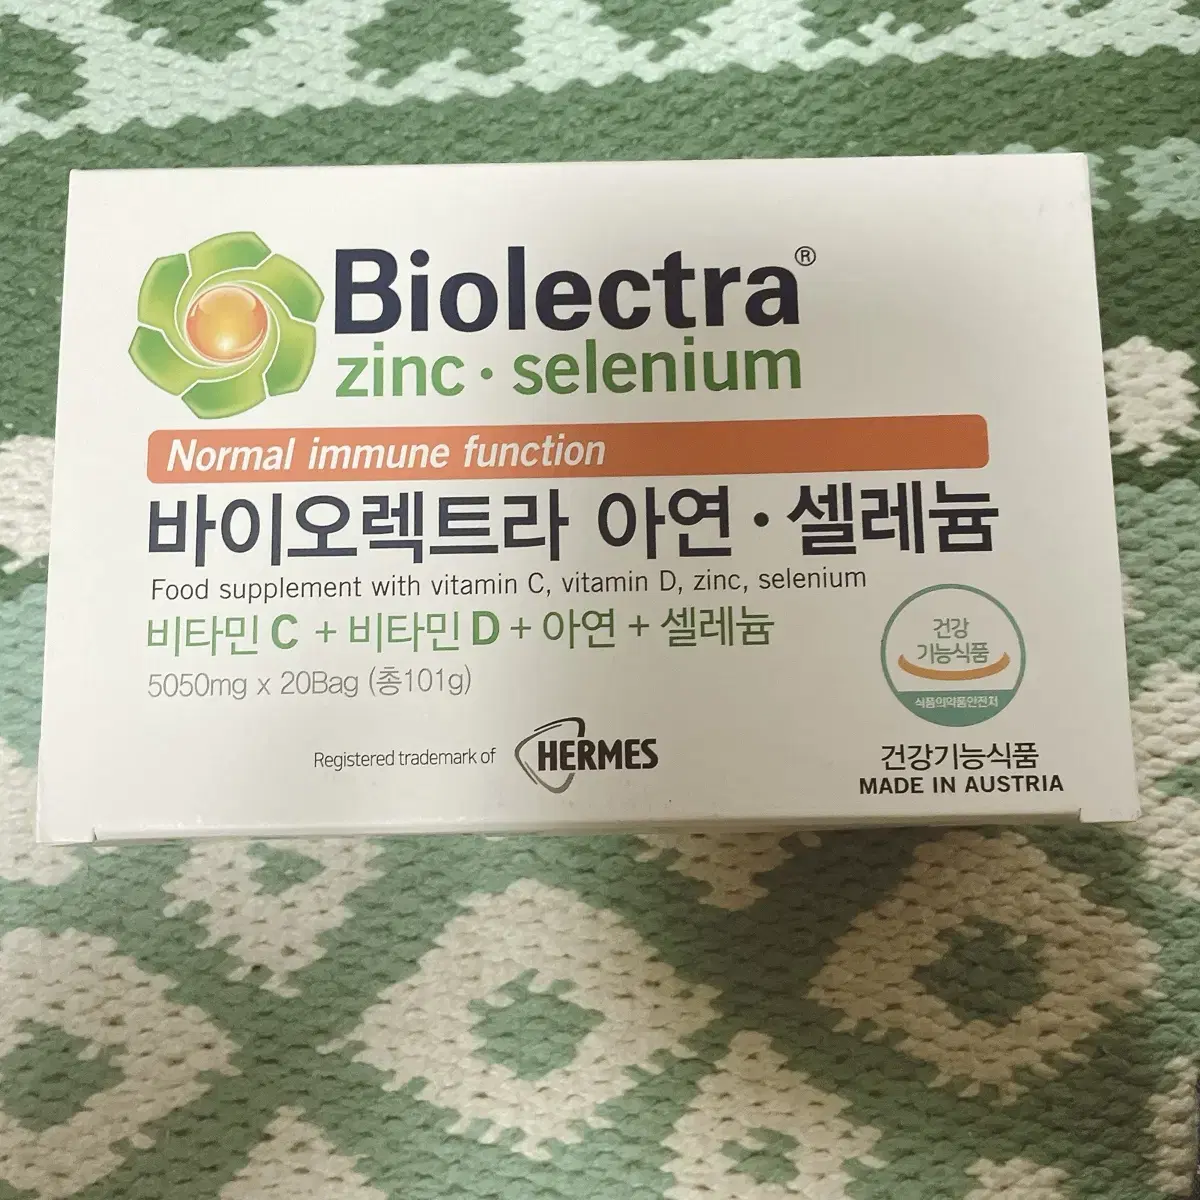 Biolectra®
zinc · selenium
Normal immune function
바이오렉트라 아연 · 셀레늄
Food supplement with vitamin C, vitamin D, zinc, selenium
비타민 C + 비타민 D + 아연 + 셀레늄
5050mg x 20Bag (총101g)
건강
기능식품
식품의약품안전처
Registered trademark of HERMES
건강기능식품
MADE IN AUSTRIA